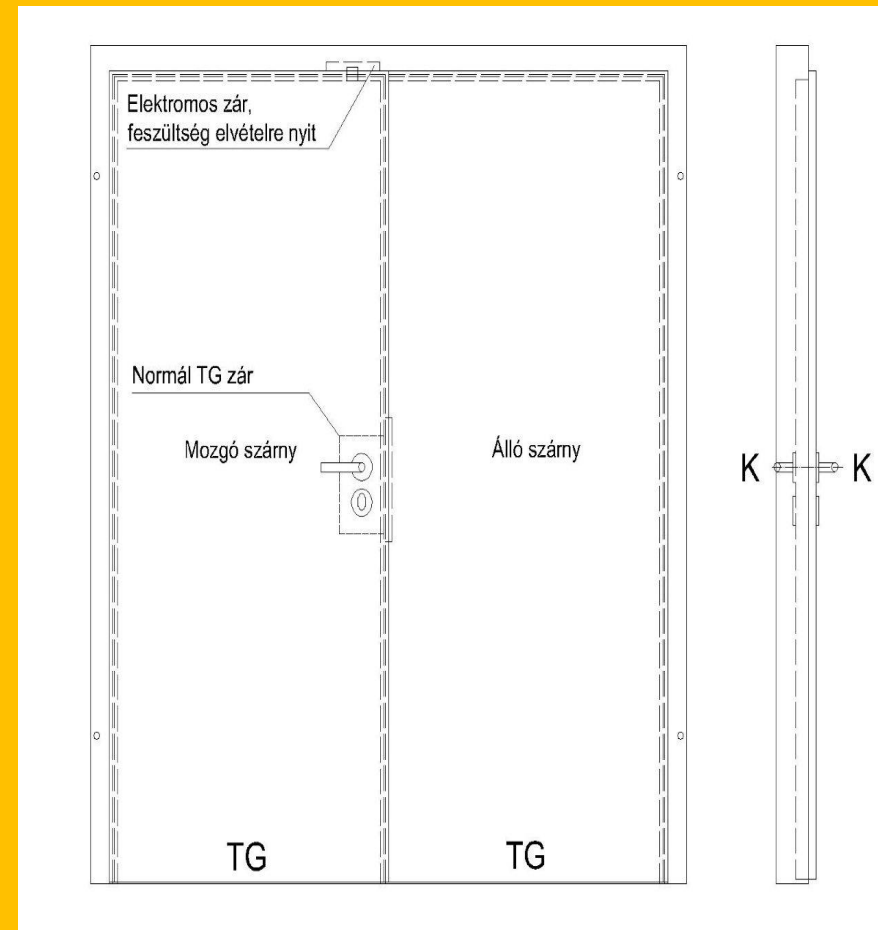 Elektromos zár,
feszültség elvételre nyit
Normál TG zár
Mozgó szárny
Álló szárny
K K
TG TG